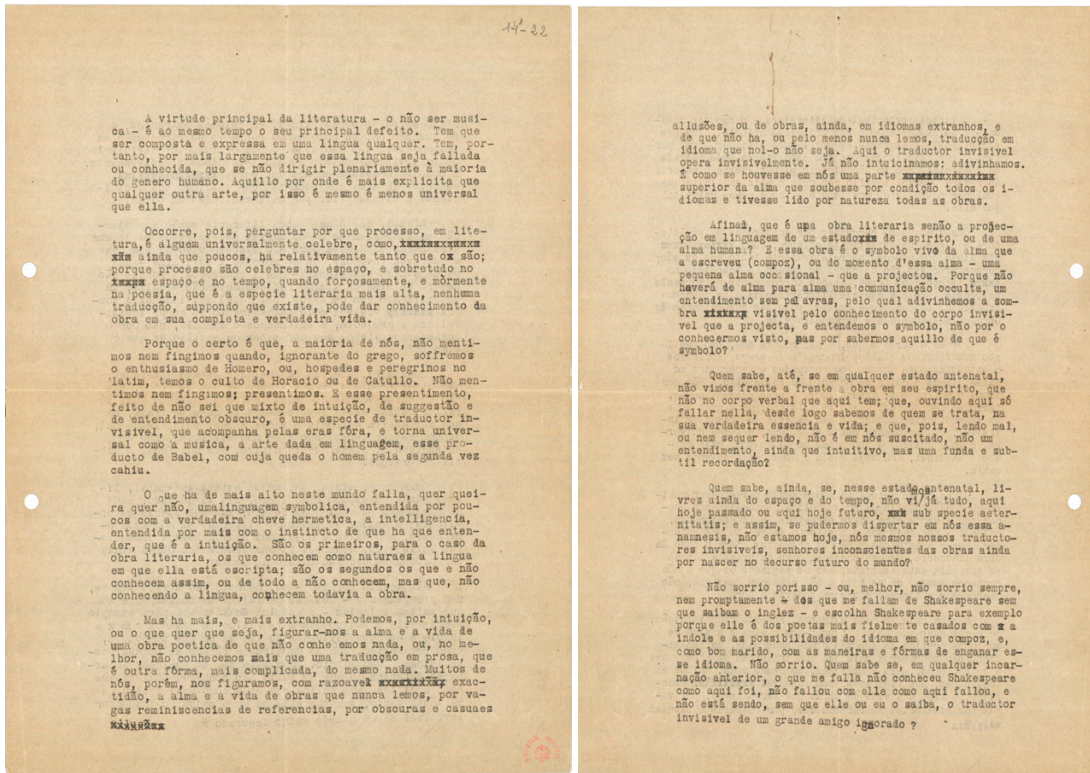 14¹-22
A virtude principal da literatura - o não ser musi-
ca - é ao mesmo tempo o seu principal defeito. Tem que
ser composta e expressa em uma lingua qualquer. Tem, por-
tanto, por mais largamente que essa lingua seja fallada
ou conhecida, que se não dirigir plenariamente à maioria
do genero humano. Aquillo por onde é mais explicita que
qualquer outra arte, por isso é mesmo é menos universal
que ella.
Occorre, pois, perguntar por que processo, em lite-
tura, é alguem universalmente celebre, como,
ainda que poucos, ha relativamente tanto que o são;
porque processo são celebres no espaço, e sobretudo no
espaço e no tempo, quando forçosamente, e mòrmente
na poesia, que é a especie literaria mais alta, nenhuma
traducção, suppondo que existe, pode dar conhecimento da
obra em sua completa e verdadeira vida.
Porque o certo é que, a maioria de nós, não menti-
mos nem fingimos quando, ignorante do grego, soffremos
o enthusiasmo de Homero, ou, hospedes e peregrinos no
latim, temos o culto de Horacio ou de Catullo. Não men-
timos nem fingimos; presentimos. E esse presentimento,
feito de não sei que mixto de intuição, de suggestão e
de entendimento obscuro, é uma especie de traductor in-
visivel, que acompanha pelas eras fóra, e torna univer-
sal como a musica, a arte dada em linguagem, esse pro-
ducto de Babel, com cuja queda o homem pela segunda vez
cahiu.
O que ha de mais alto neste mundo falla, quer quei-
ra quer não, umalinguagem symbolica, entendida por pou-
cos com a verdadeira cheve hermetica, a intelligencia,
entendida por mais com o instincto de que ha que enten-
der, que é a intuição. São os primeiros, para o caso da
obra literaria, os que conhecem como naturaes a lingua
em que ella está escripta; são os segundos os que e não
conhecem assim, ou de todo a não conhecem, mas que, não
conhecendo a lingua, conhecem todavia a obra.
Mas ha mais, e mais extranho. Podemos, por intuição,
ou o que quer que seja, figurar-nos a alma e a vida de
uma obra poetica de que não conhe emos nada, ou, no me-
lhor, não conhecemos mais que uma traducção em prosa, que
é outra fórma, mais complicada, do mesmo nada. Muitos de
nós, porém, nos figuramos, com razoavel exac-
tidão, a alma e a vida de obras que nunca lemos, por va-
gas reminiscencias de referencias, por obscuras e casuaes
allusões, ou de obras, ainda, em idiomas extranhos, e
de que não ha, ou pelo menos nunca lemos, traducção em
idioma que nol-o não seja. Aqui o traductor invisivel
opera invisivelmente. Já não intuicinamos: adivinhamos.
É como se houvesse em nós uma parte
superior da alma que soubesse por condição todos os i-
diomas e tivesse lido por natureza todas as obras.
Afinal, que é uma obra literaria senão a projec-
ção em linguagem de um estado de espirito, ou de uma
alma humana? E essa obra é o symbolo vivo da alma que
a escreveu (compoz), ou do momento d'essa alma - uma
pequena alma occasional - que a projectou. Porque não
haverá de alma para alma uma communicação occulta, um
entendimento sem palavras, pelo qual adivinhemos a som-
bra visivel pelo conhecimento do corpo invisi-
vel que a projecta, e entendemos o symbolo, não por o
conhecermos visto, mas por sabermos aquillo de que é
symbolo?
Quem sabe, até, se em qualquer estado antenatal,
não vimos frente a frente a obra em seu espirito, que
não no corpo verbal que aqui tem; que, ouvindo aqui só
fallar nella, desde logo sabemos de quem se trata, na
sua verdadeira essencia e vida; e que, pois, lendo mal,
ou nem sequer lendo, não é em nós suscitado, não um
entendimento, ainda que intuitivo, mas uma funda e sub-
til recordação?
Quem sabe, ainda, se, nesse estado antenatal, li-
vres ainda do espaço e do tempo, não vi/mos já tudo, aqui
hoje passado ou aqui hoje futuro, sub specie aeter-
nitatis; e assim, se pudermos dispertar em nós essa a-
namnesis, não estamos hoje, nós mesmos nossos traducto-
res invisiveis, senhores inconscientes das obras ainda
por nascer no decurso futuro do mundo?
Não sorrio porisso - ou, melhor, não sorrio sempre,
nem promptamente - dos que me fallam de Shakespeare sem
que saibam o inglez - e escolha Shakespeare para exemplo
porque elle é dos poetas mais fielmente casados com a
indole e as possibilidades do idioma em que compoz, e,
como bom marido, com as maneiras e fórmas de enganar es-
se idioma. Não sorrio. Quem sabe se, em qualquer incar-
nação anterior, o que me falla não conheceu Shakespeare
como aqui foi, não fallou com elle como aqui fallou, e
não está sendo, sem que elle ou eu o saiba, o traductor
invisivel de um grande amigo ignorado ?